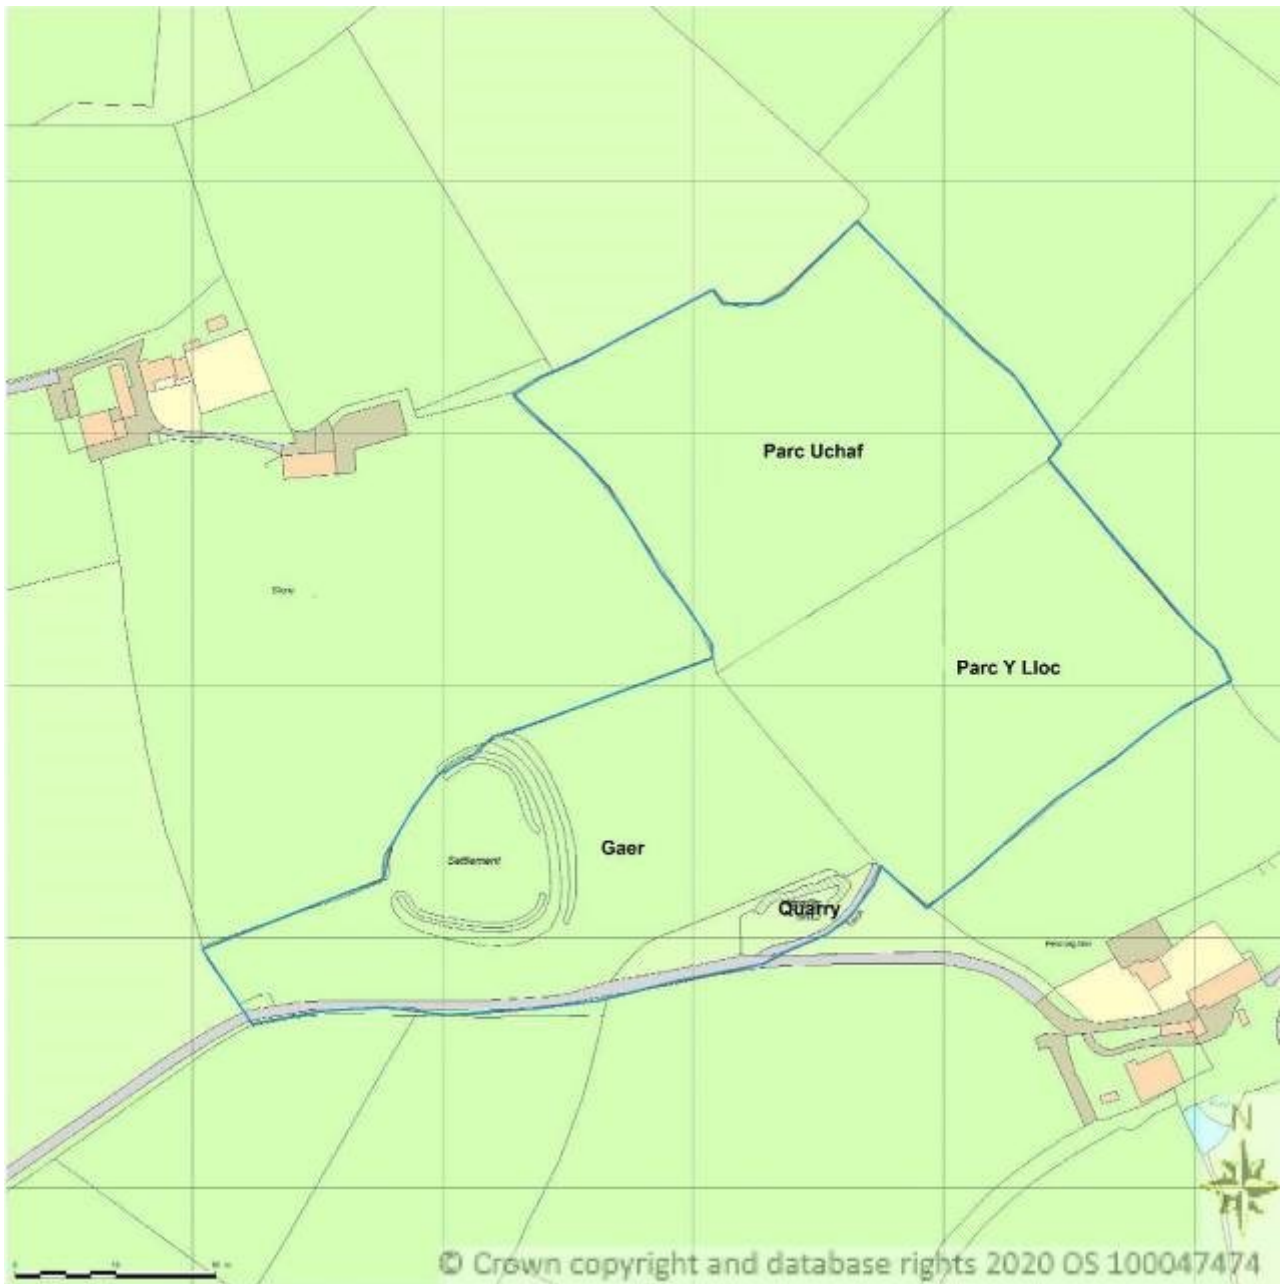 Parc Uchaf
Parc Y Lloc
Gaer
Settlement
Quarry
N
© Crown copyright and database rights 2020 OS 100047474